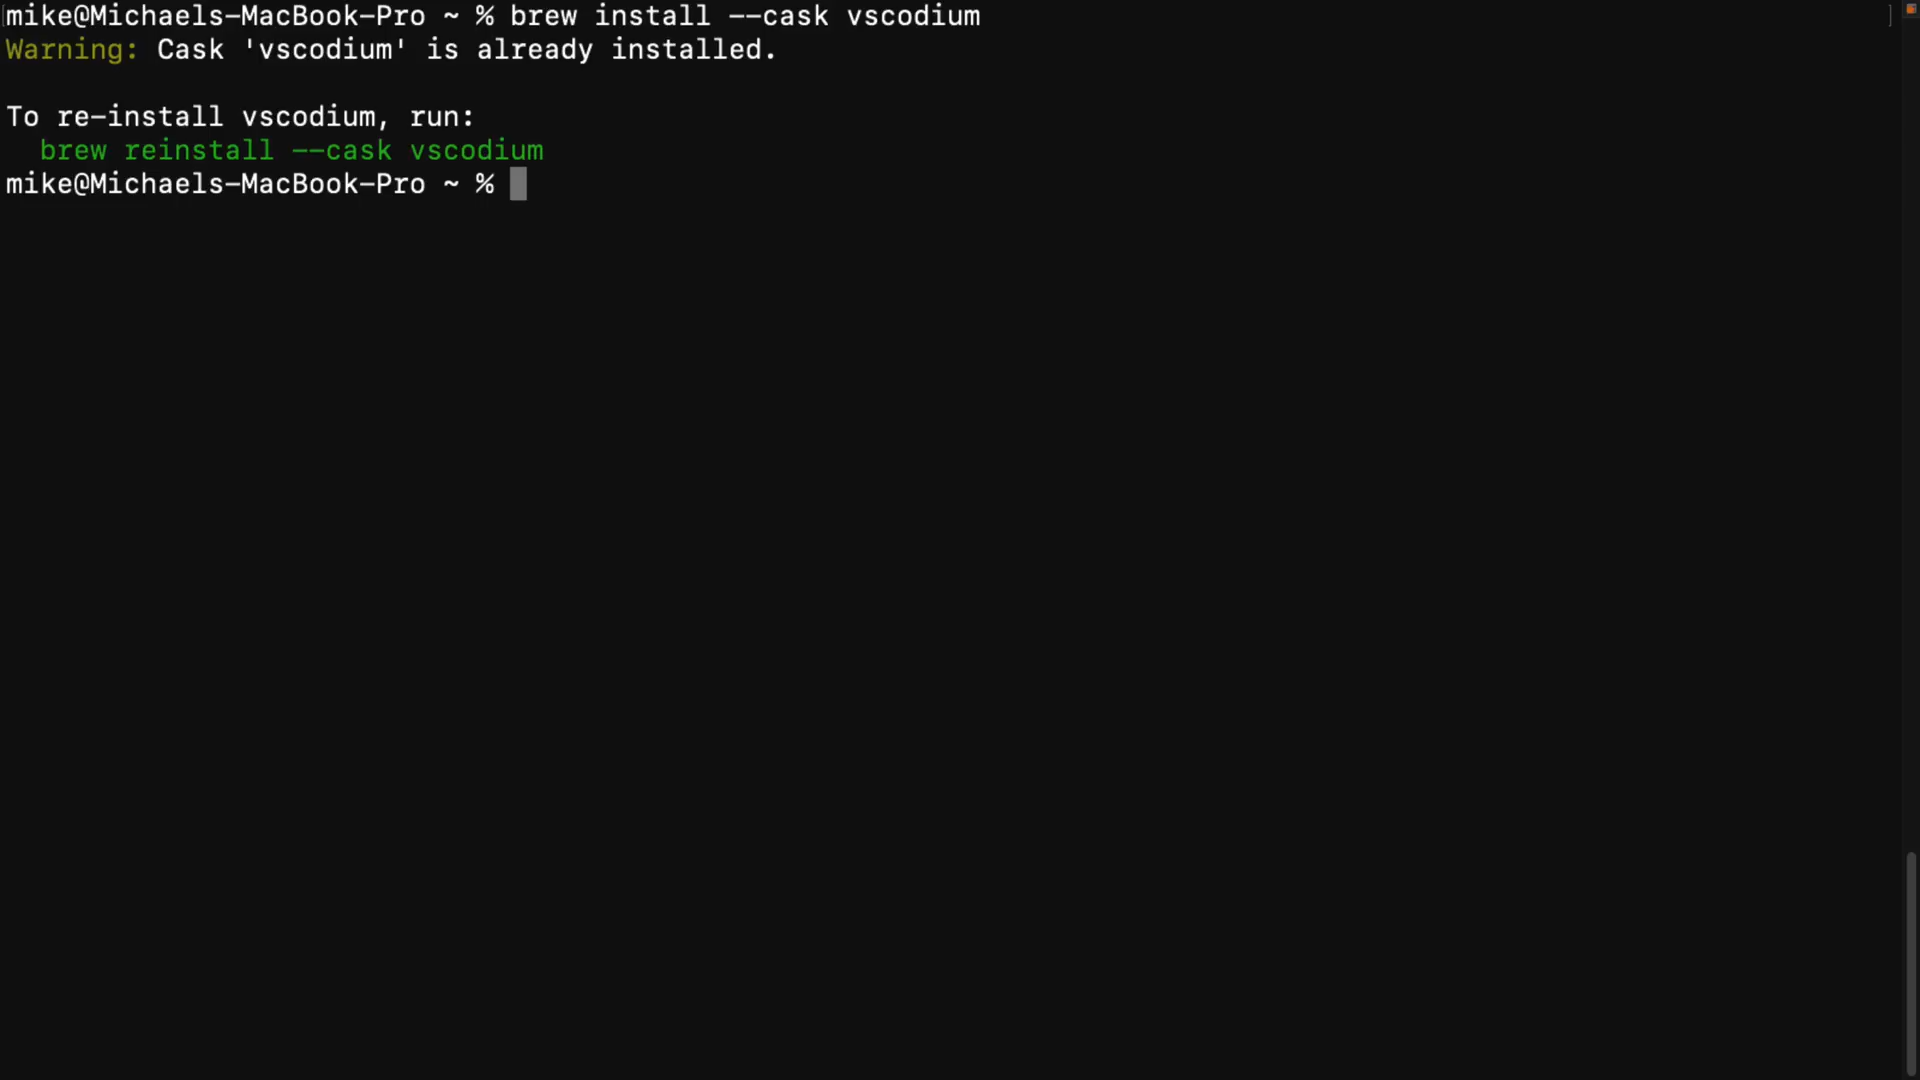 mike@Michaels-MacBook-Pro ~ % brew install --cask vscodium
Warning: Cask 'vscodium' is already installed.
To re-install vscodium, run:
brew reinstall --cask vscodium
mike@Michaels-MacBook-Pro ~ %